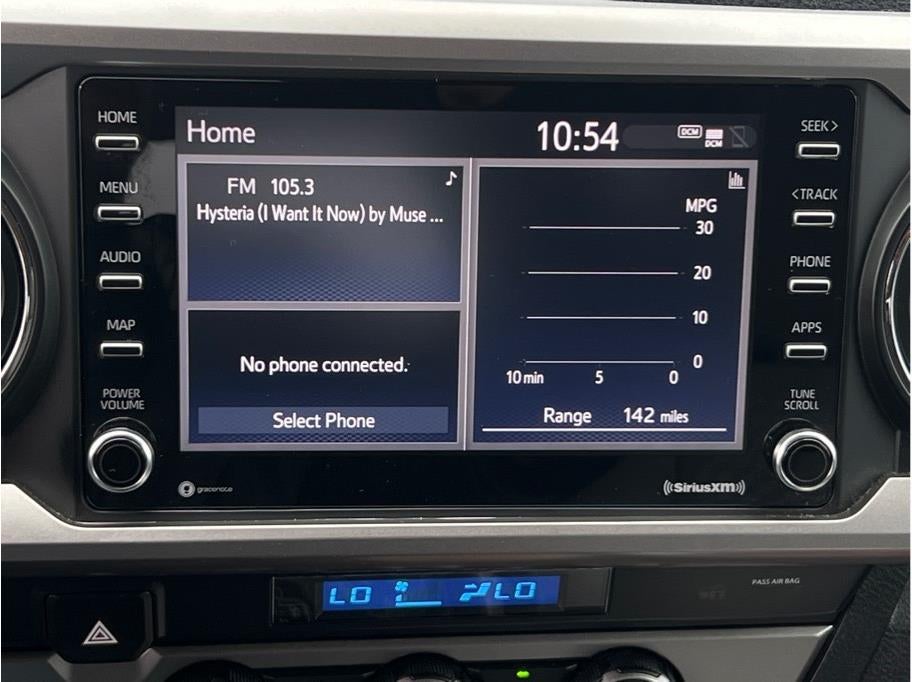 HOME
MENU
AUDIO
MAP
POWER
VOLUME
Home
10:54
DCM
DCM
FM 105.3
Hysteria (I Want It Now) by Muse ...
No phone connected.
Select Phone
MPG
30
20
10
0
10 min 5 0
Range 142 miles
SEEK>
<TRACK
PHONE
APPS
TUNE
SCROLL
gracenote
((SiriusXM))
LO LO
PASS AIR BAG